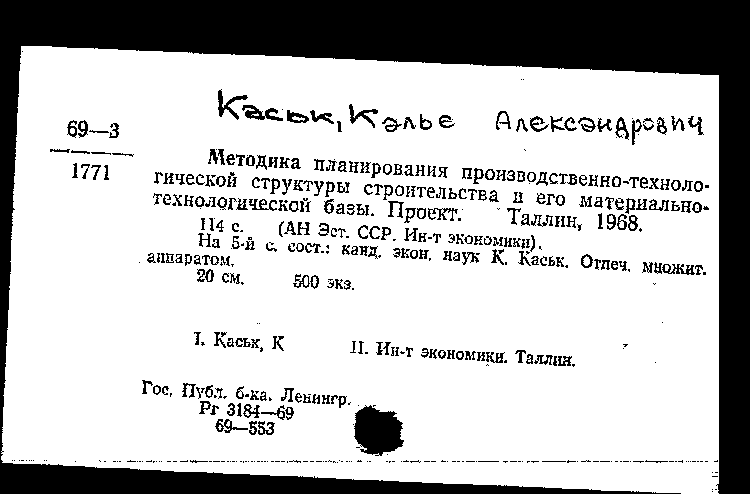 Каськ, Кэлье Александрович
69—3
1771
Методика планирования производственно-техноло-
гической структуры строительства и его материально-
технологической базы. Проект. Таллин, 1968.
114 с. (АН Эст. ССР. Ин-т экономики).
На 5-й с. сост.: канд. экон. наук К. Каськ. Отпеч. множит.
аппаратом.
20 см. 500 экз.
I. Каськ, К II. Ин-т экономики. Таллин.
Гос. Публ. б-ка. Ленингр.
Рг 3184—69
69—553